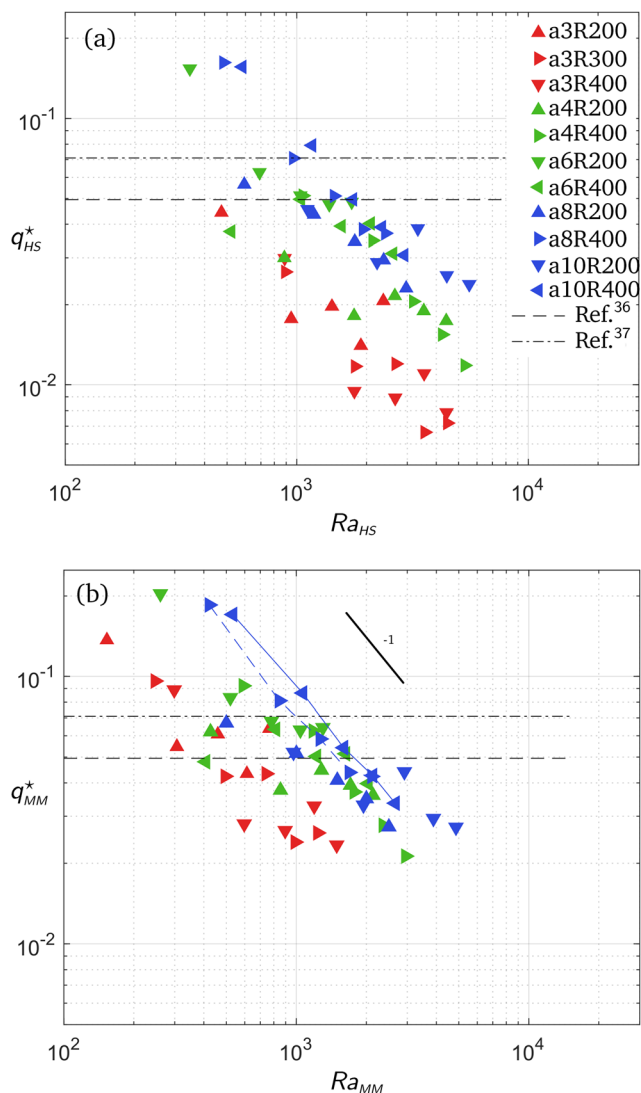 (a)
a3R200
a3R300
a3R400
a4R200
a4R400
a6R200
a6R400
a8R200
a8R400
a10R200
a10R400
Ref.³⁶
Ref.³⁷
10⁻¹
q*HS
10⁻²
10² 10³ 10⁴
RaHS
(b)
-1
10⁻¹
q*MM
10⁻²
10² 10³ 10⁴
RaMM